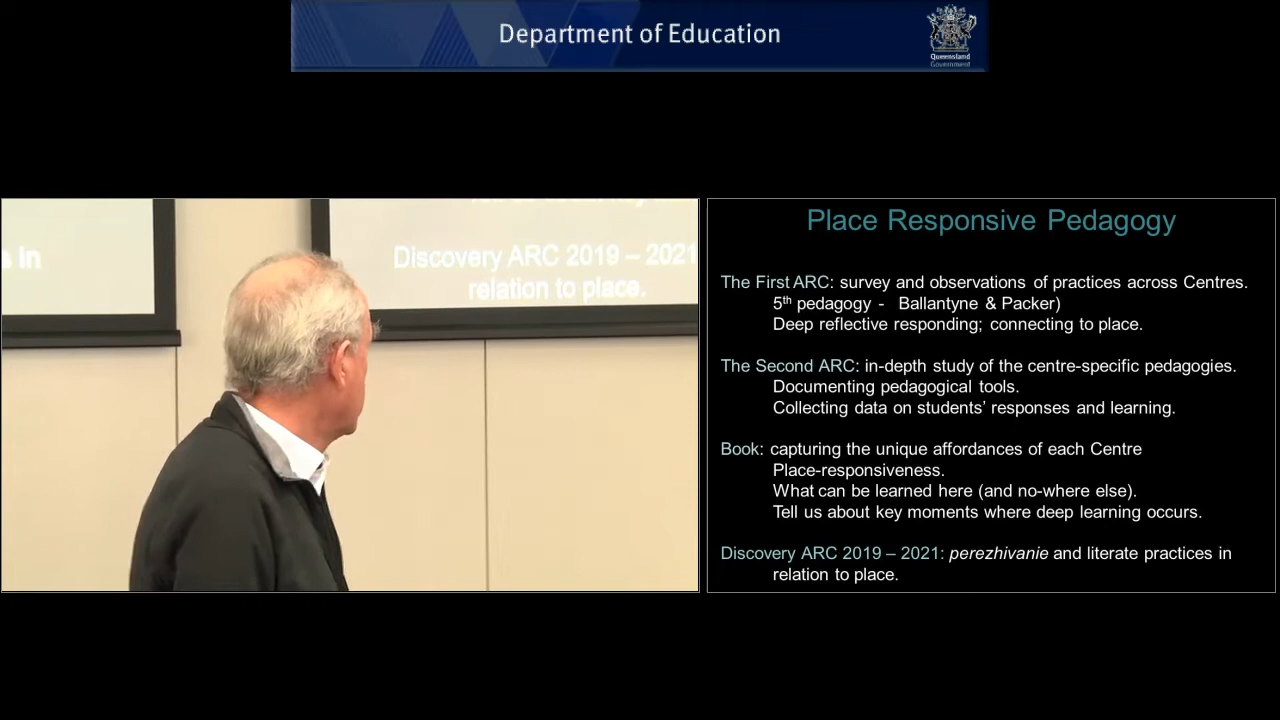 Department of Education
Queensland
Government
s in
Discovery ARC 2019 – 2021
relation to place.
Place Responsive Pedagogy
The First ARC: survey and observations of practices across Centres.
5th pedagogy - Ballantyne & Packer)
Deep reflective responding; connecting to place.
The Second ARC: in-depth study of the centre-specific pedagogies.
Documenting pedagogical tools.
Collecting data on students’ responses and learning.
Book: capturing the unique affordances of each Centre
Place-responsiveness.
What can be learned here (and no-where else).
Tell us about key moments where deep learning occurs.
Discovery ARC 2019 – 2021: perezhivanie and literate practices in
relation to place.